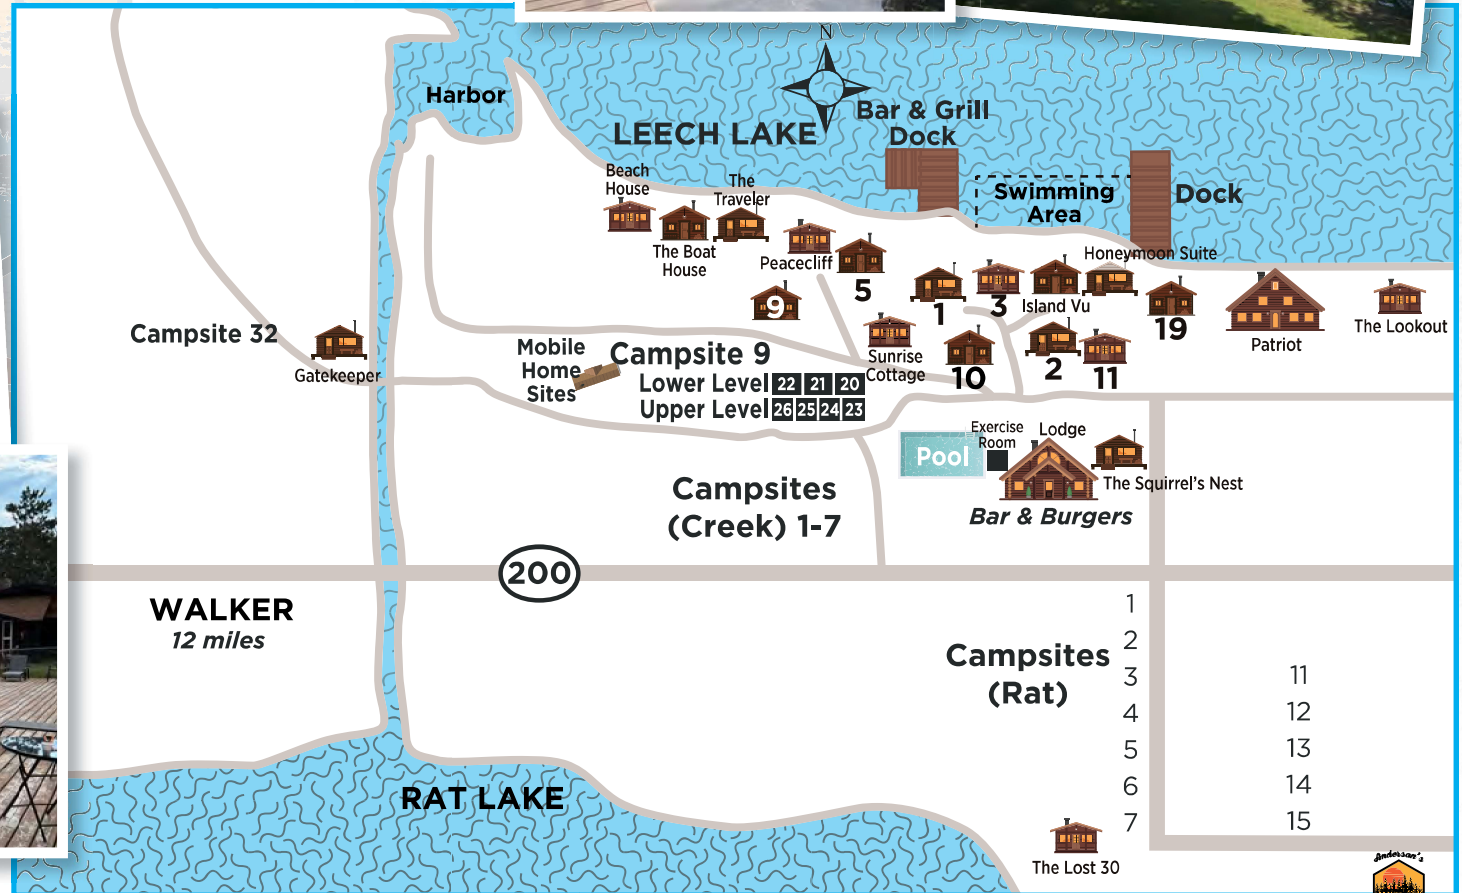 N
Harbor
LEECH LAKE
Bar & Grill
Dock
Swimming
Area
Dock
Beach
House
The
Traveler
The Boat
House
Peacecliff
5
9
1
3
Island Vu
Honeymoon Suite
19
Patriot
The Lookout
Sunrise
Cottage
10
2
11
Campsite 32
Gatekeeper
Mobile
Home
Sites
Campsite 9
Lower Level 22 21 20
Upper Level 26 25 24 23
Pool
Exercise
Room
Lodge
The Squirrel's Nest
Bar & Burgers
Campsites
(Creek) 1-7
200
WALKER
12 miles
Campsites
(Rat)
1
2
3
4
5
6
7
11
12
13
14
15
RAT LAKE
The Lost 30
Anderson's